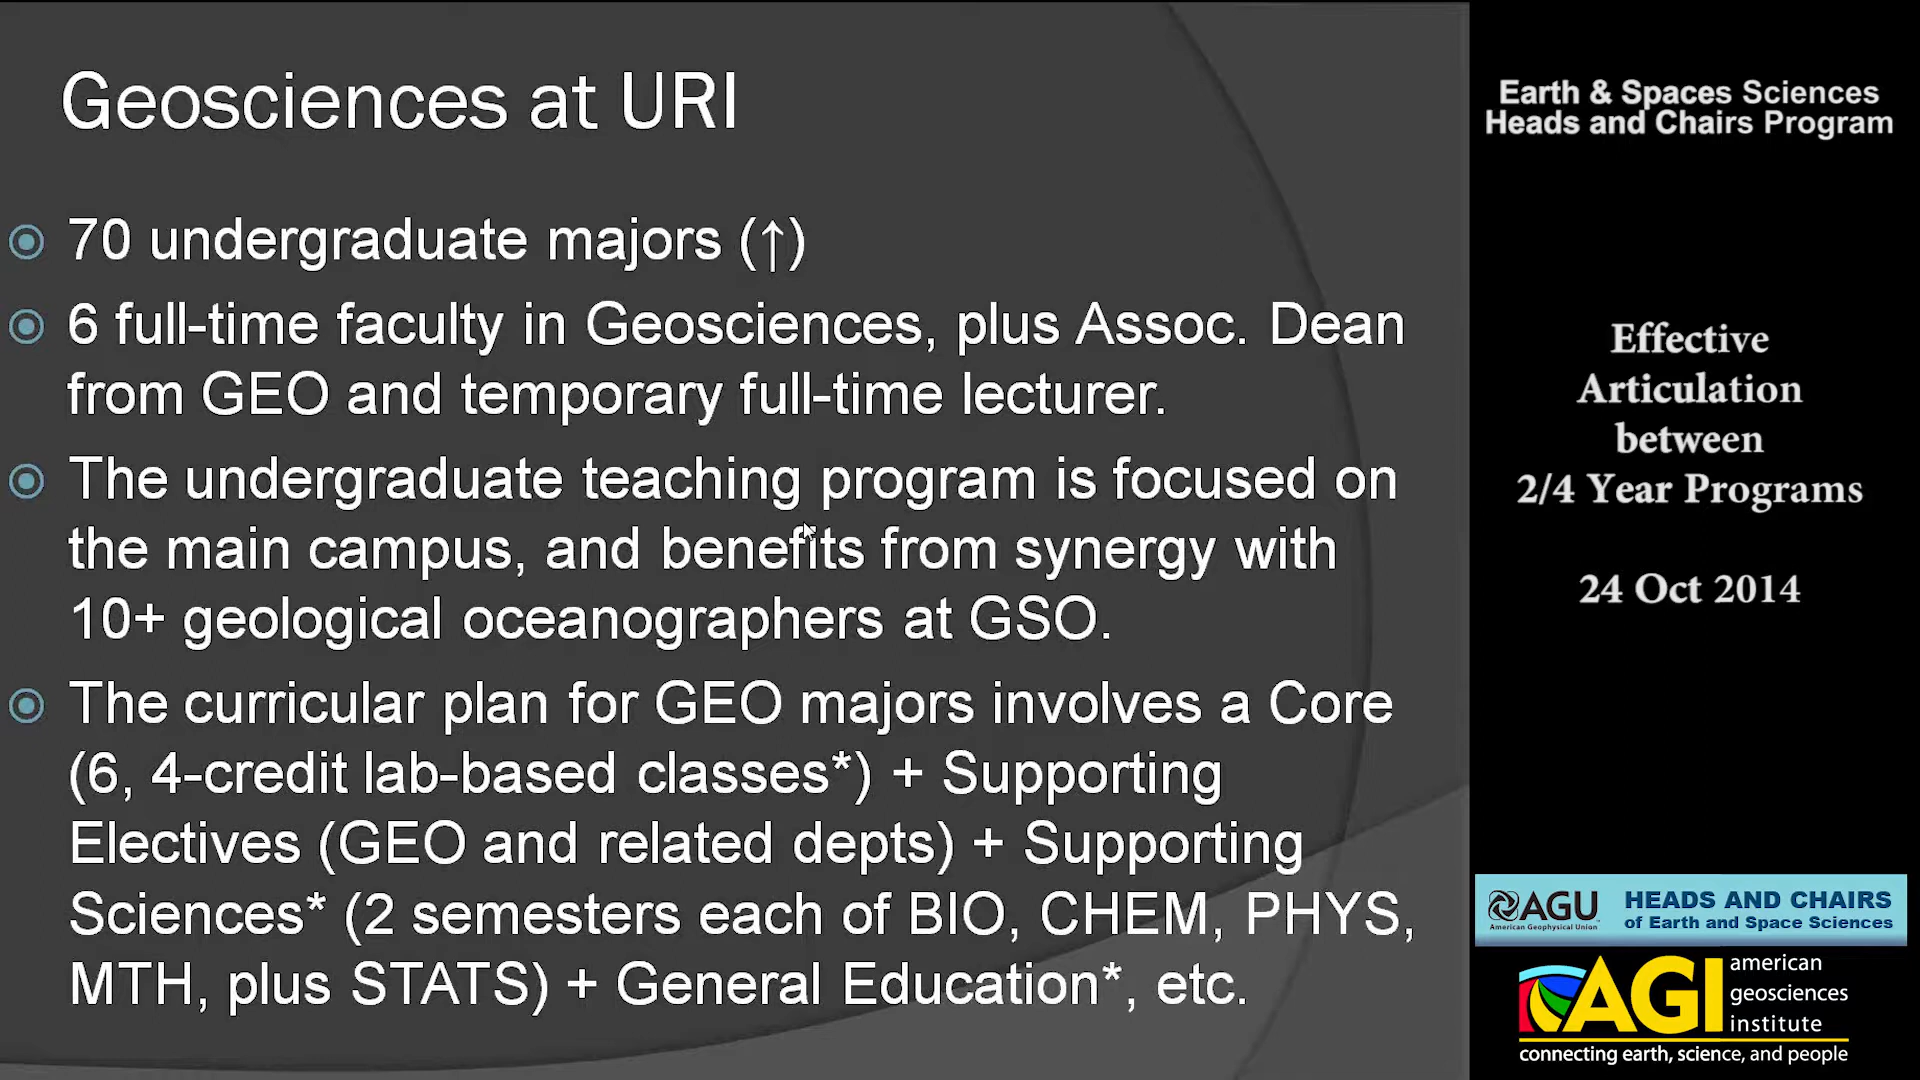 Geosciences at URI
70 undergraduate majors (↑)
6 full-time faculty in Geosciences, plus Assoc. Dean
from GEO and temporary full-time lecturer.
The undergraduate teaching program is focused on
the main campus, and benefits from synergy with
10+ geological oceanographers at GSO.
The curricular plan for GEO majors involves a Core
(6, 4-credit lab-based classes*) + Supporting
Electives (GEO and related depts) + Supporting
Sciences* (2 semesters each of BIO, CHEM, PHYS,
MTH, plus STATS) + General Education*, etc.
Earth & Spaces Sciences
Heads and Chairs Program
Effective
Articulation
between
2/4 Year Programs
24 Oct 2014
AGU
American Geophysical Union
HEADS AND CHAIRS
of Earth and Space Sciences
AGI
american
geosciences
institute
connecting earth, science, and people